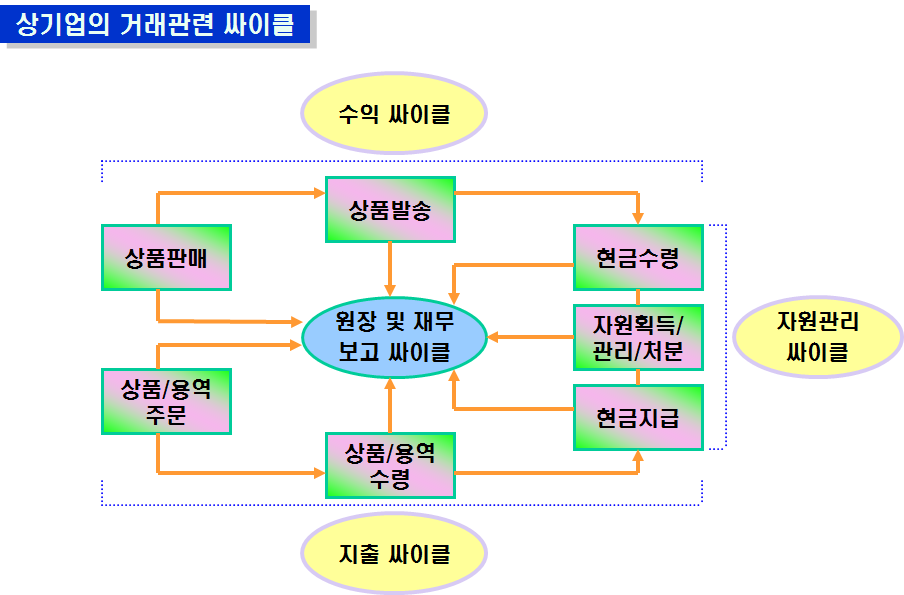 상기업의 거래관련 싸이클
수익 싸이클
상품발송
상품판매
현금수령
원장 및 재무
보고 싸이클
자원획득/
관리/처분
자원관리
싸이클
상품/용역
주문
현금지급
상품/용역
수령
지출 싸이클